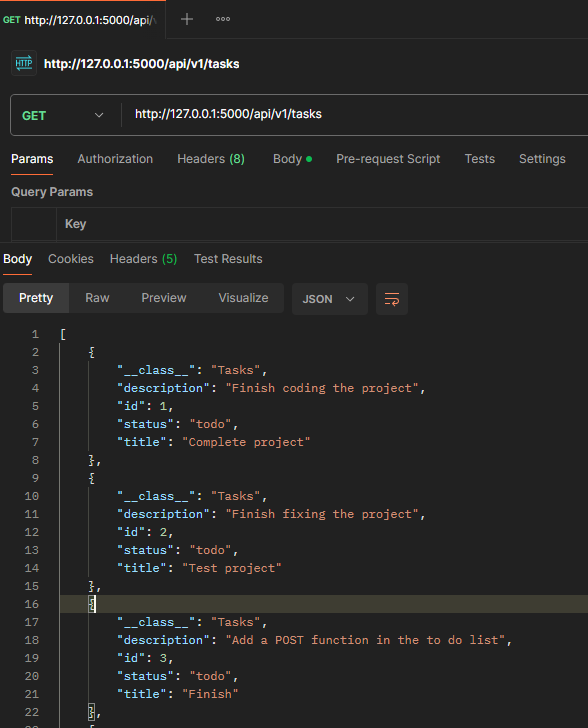 GET http://127.0.0.1:5000/api/
HTTP http://127.0.0.1:5000/api/v1/tasks
GET http://127.0.0.1:5000/api/v1/tasks
Params Authorization Headers (8) Body Pre-request Script Tests Settings
Query Params
Key
Body Cookies Headers (5) Test Results
Pretty Raw Preview Visualize JSON
1 [
2 {
3 "__class__": "Tasks",
4 "description": "Finish coding the project",
5 "id": 1,
6 "status": "todo",
7 "title": "Complete project"
8 },
9 {
10 "__class__": "Tasks",
11 "description": "Finish fixing the project",
12 "id": 2,
13 "status": "todo",
14 "title": "Test project"
15 },
16 {
17 "__class__": "Tasks",
18 "description": "Add a POST function in the to do list",
19 "id": 3,
20 "status": "todo",
21 "title": "Finish"
22 },